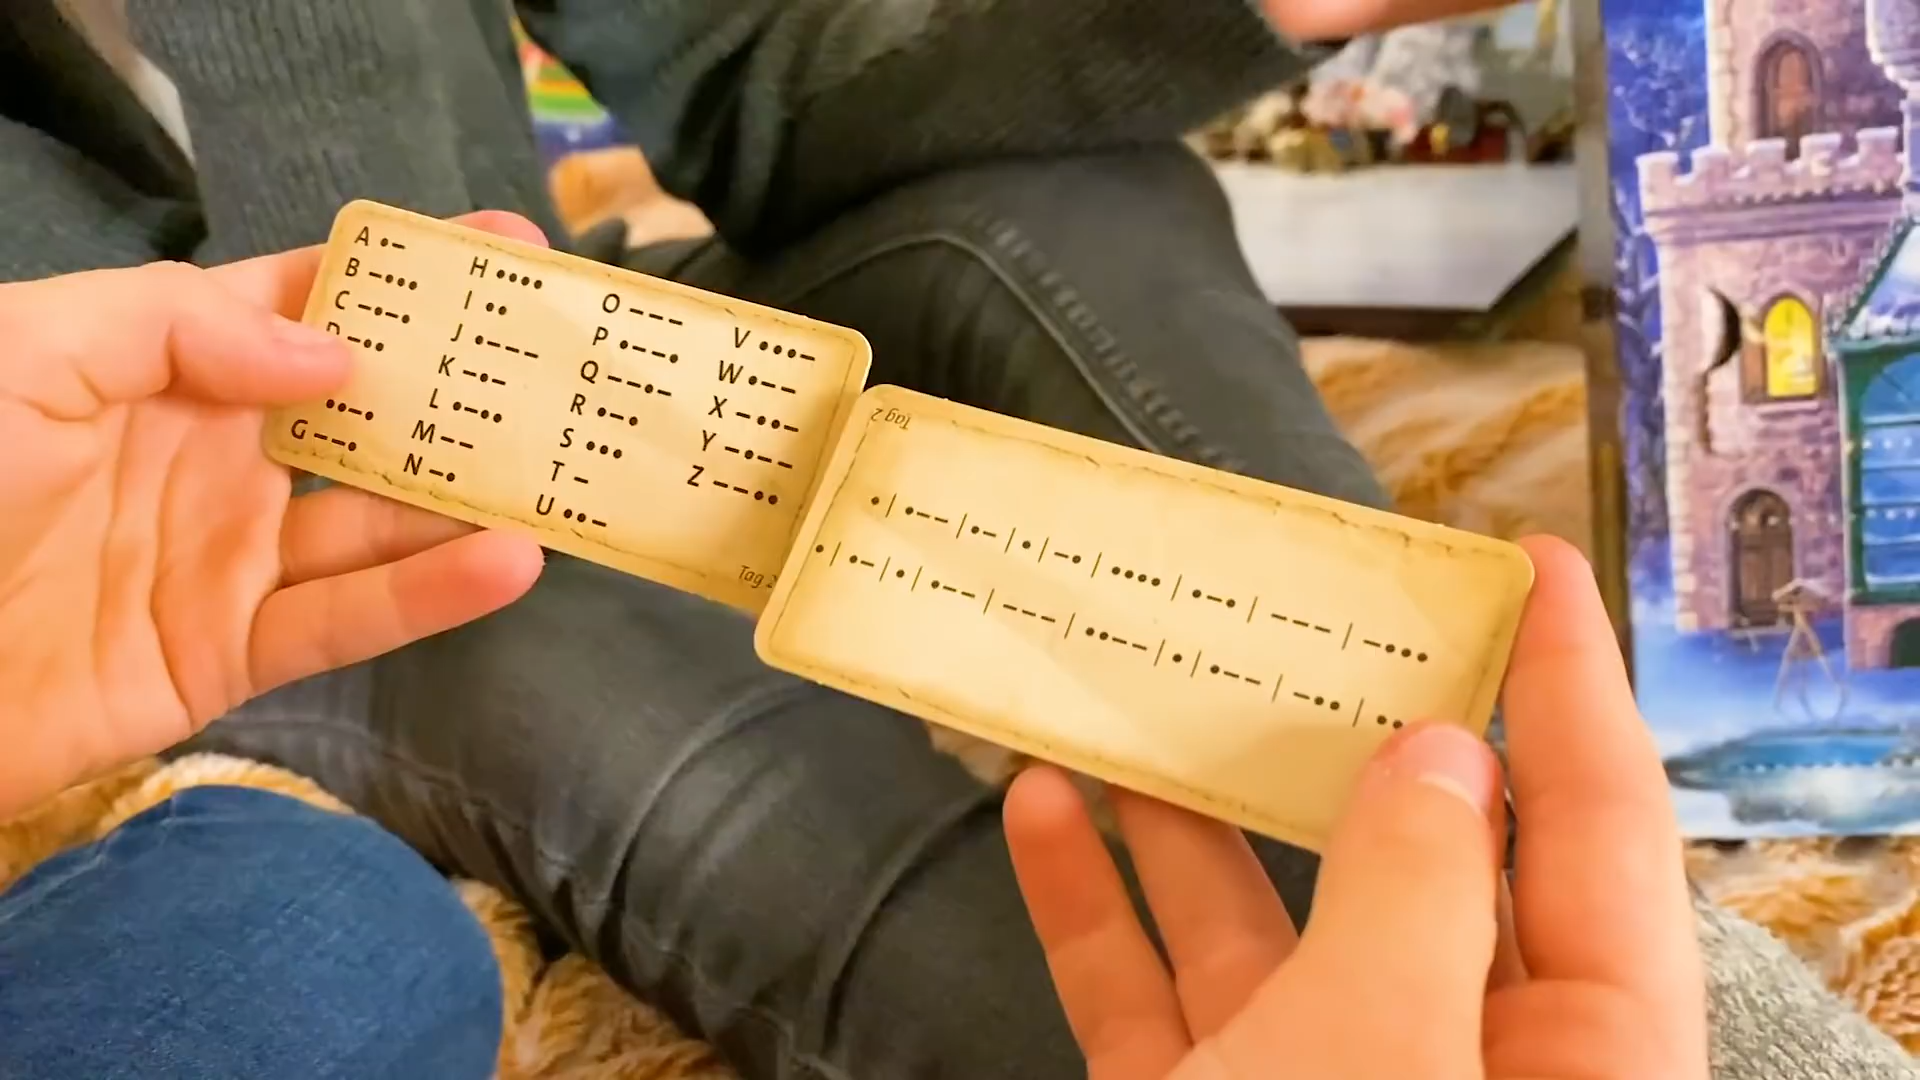 A •–
B –•••
C –•–•
–••
••–•
G ––•
H ••••
I ••
J •–––
K –•–
L •–••
M ––
N –•
O –––
P •––•
Q ––•–
R •–•
S •••
T –
U ••–
V •••–
W •––
X –••–
Y –•––
Z ––••
Tag 2
Tag 2
•|•––|•–|•|–•|••••|•–•|–––|–•••
•|•–|•|•––|–––|••––|•|•––|–••|••